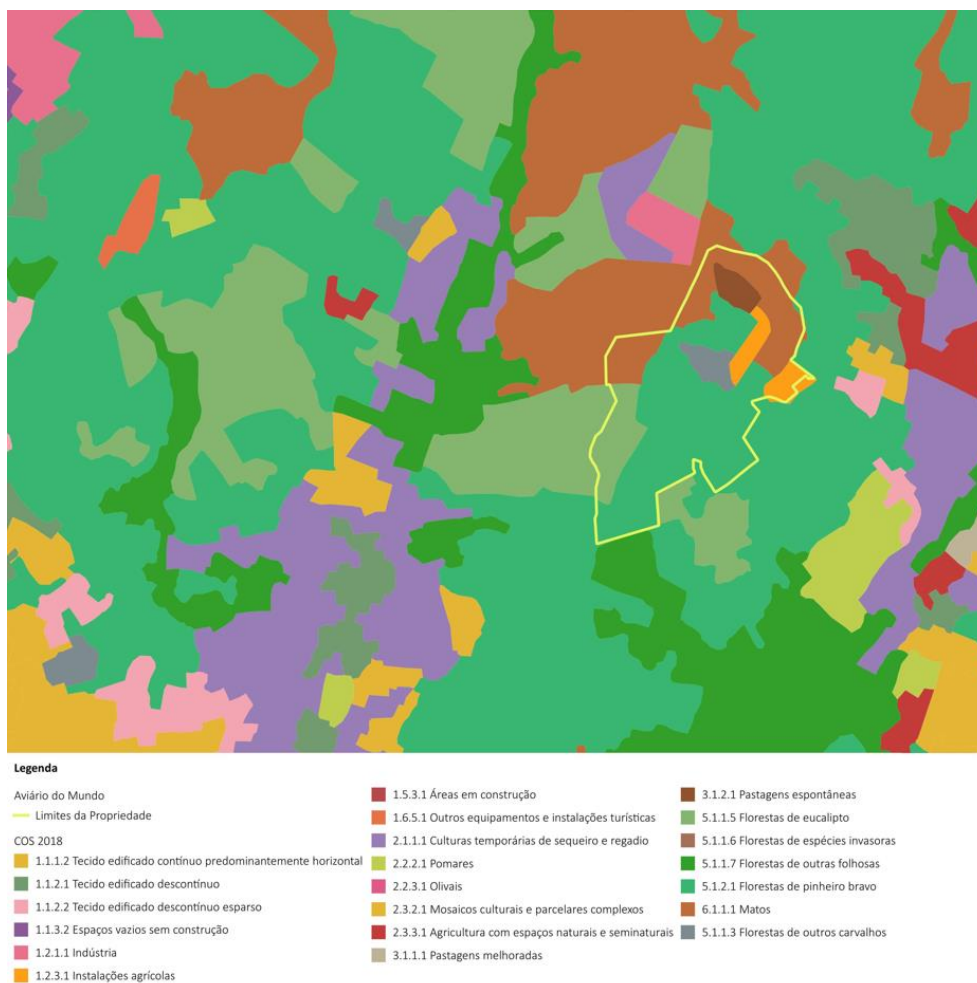 Legenda
Aviário do Mundo
Limites da Propriedade
COS 2018
1.1.1.2 Tecido edificado contínuo predominantemente horizontal
1.1.2.1 Tecido edificado descontínuo
1.1.2.2 Tecido edificado descontínuo esparso
1.1.3.2 Espaços vazios sem construção
1.2.1.1 Indústria
1.2.3.1 Instalações agrícolas
1.5.3.1 Áreas em construção
1.6.5.1 Outros equipamentos e instalações turísticas
2.1.1.1 Culturas temporárias de sequeiro e regadio
2.2.2.1 Pomares
2.2.3.1 Olivais
2.3.2.1 Mosaicos culturais e parcelares complexos
2.3.3.1 Agricultura com espaços naturais e seminaturais
3.1.1.1 Pastagens melhoradas
3.1.2.1 Pastagens espontâneas
5.1.1.5 Florestas de eucalipto
5.1.1.6 Florestas de espécies invasoras
5.1.1.7 Florestas de outras folhosas
5.1.2.1 Florestas de pinheiro bravo
6.1.1.1 Matos
5.1.1.3 Florestas de outros carvalhos